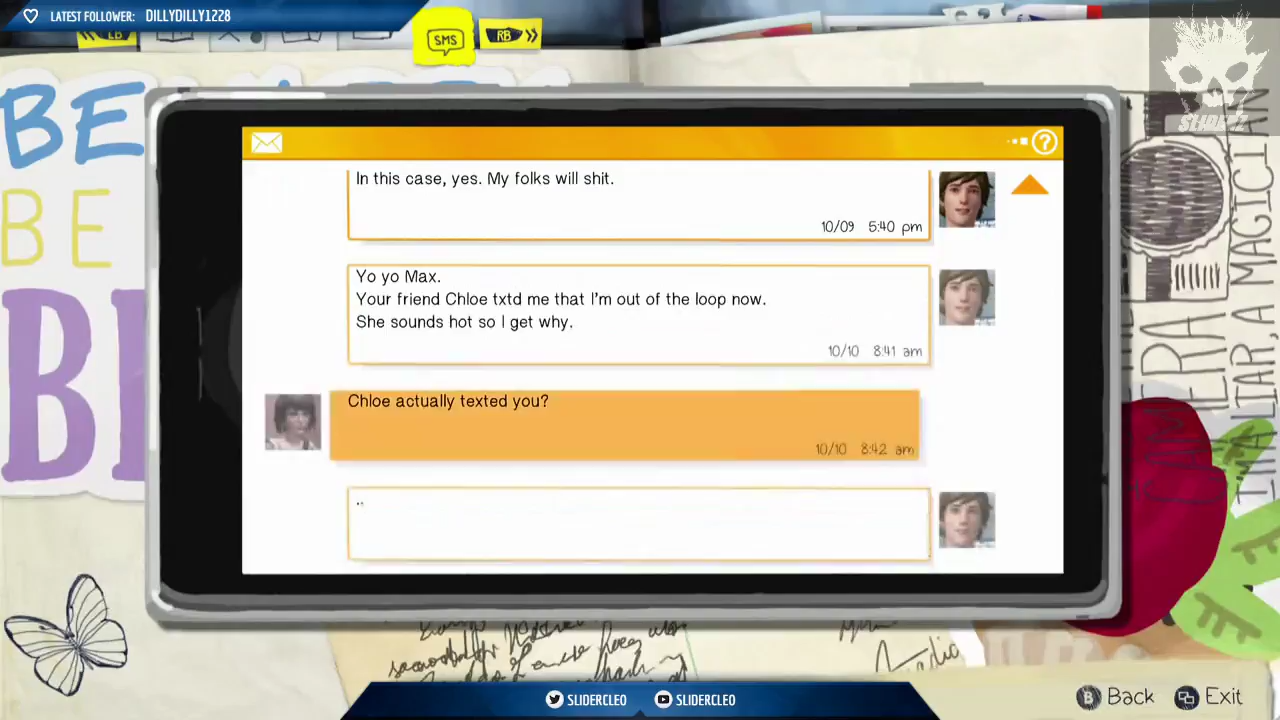 LATEST FOLLOWER: DILLYDILLY1228
LB
SMS
RB
SLIDERZ
In this case, yes. My folks will shit.
10/09 5:40 pm
Yo yo Max.
Your friend Chloe txtd me that I'm out of the loop now.
She sounds hot so I get why.
10/10 8:41 am
Chloe actually texted you?
10/10 8:42 am
..
BE
BE
SLIDERCLEO
SLIDERCLEO
Back
Exit